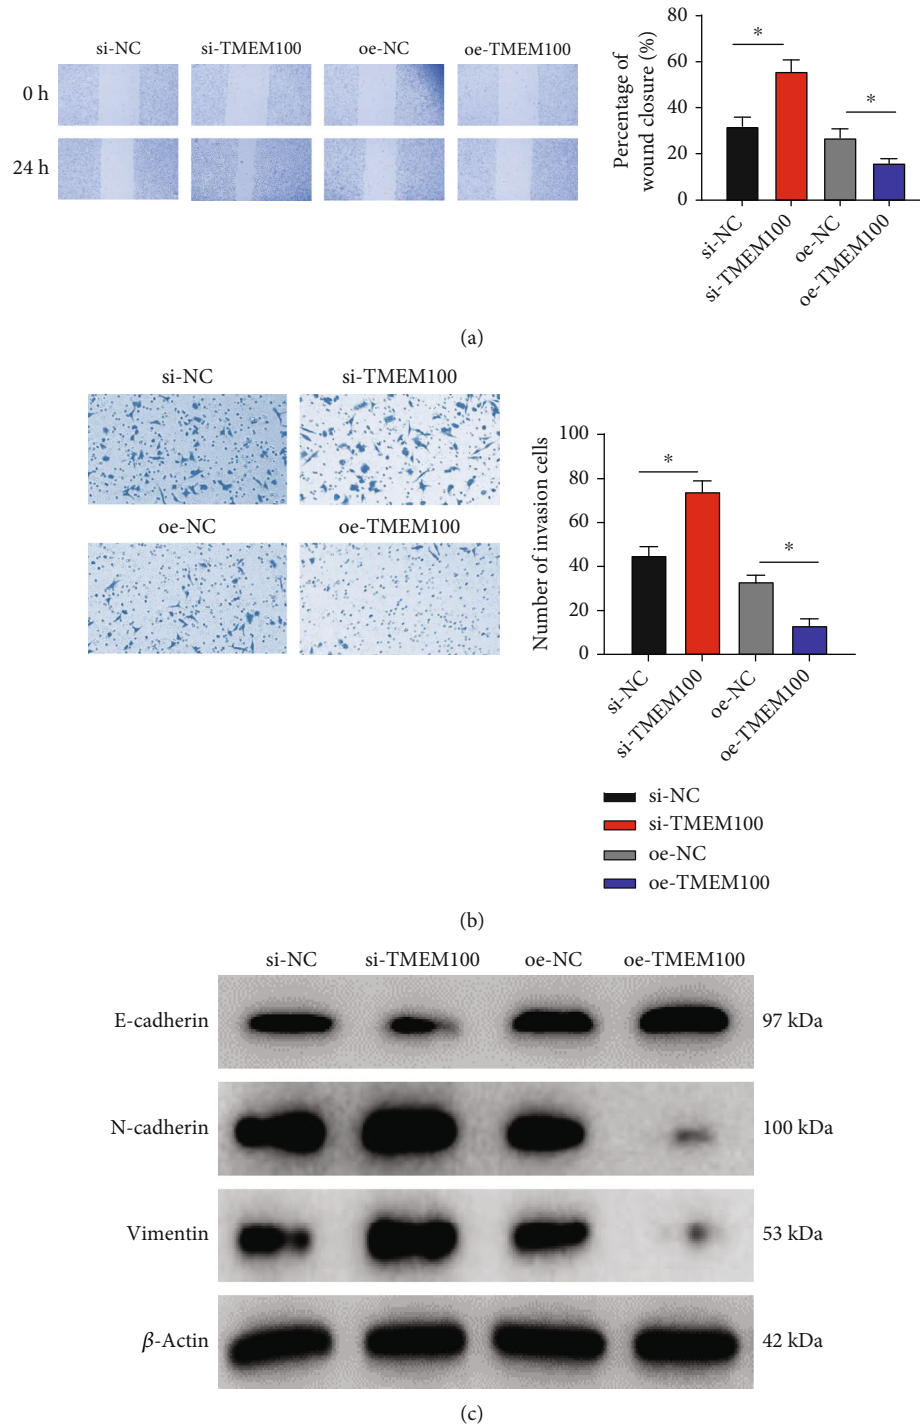 si-NC si-TMEM100 oe-NC oe-TMEM100
0 h
24 h
Percentage of
wound closure (%)
80
60
40
20
0
*
*
si-NC
si-TMEM100
oe-NC
oe-TMEM100
(a)
si-NC si-TMEM100
oe-NC oe-TMEM100
Number of invasion cells
100
80
60
40
20
0
*
*
si-NC
si-TMEM100
oe-NC
oe-TMEM100
si-NC
si-TMEM100
oe-NC
oe-TMEM100
(b)
si-NC si-TMEM100 oe-NC oe-TMEM100
E-cadherin 97 kDa
N-cadherin 100 kDa
Vimentin 53 kDa
β-Actin 42 kDa
(c)